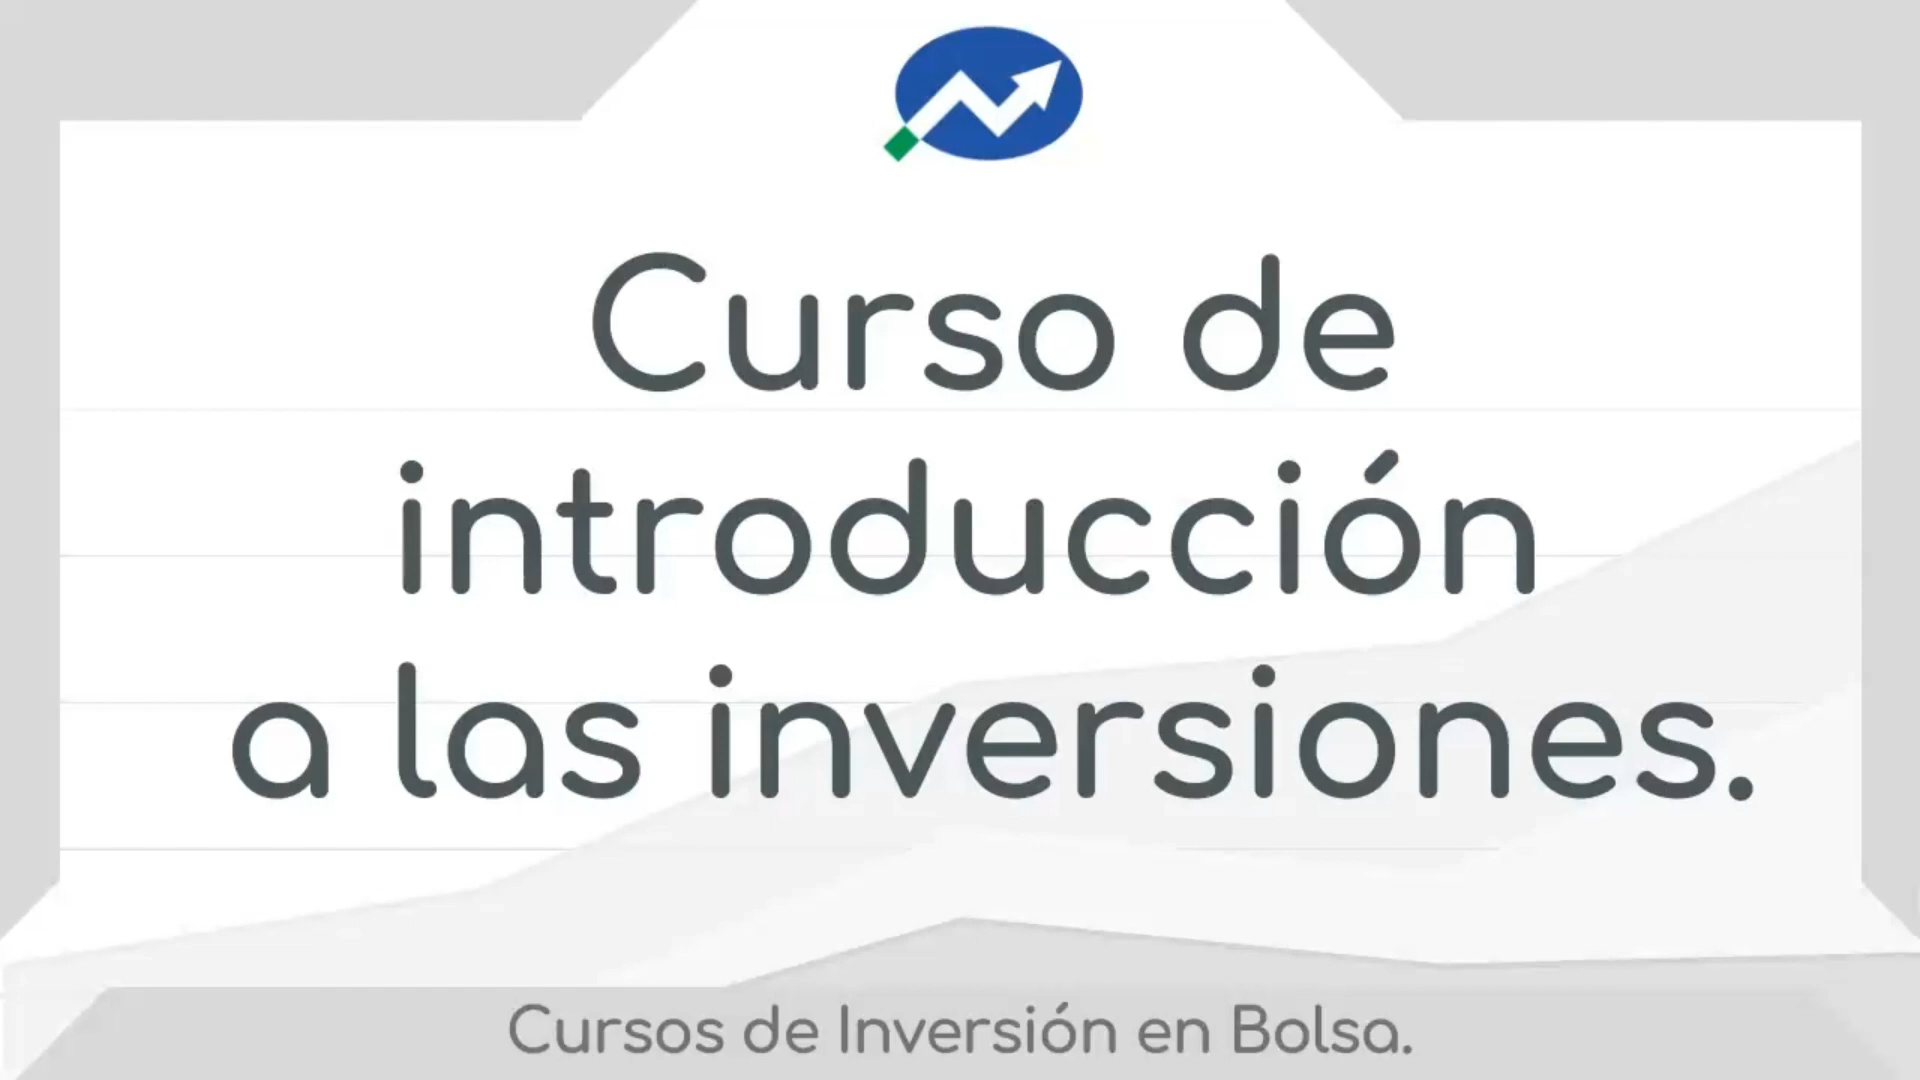 Curso de
introducción
a las inversiones.
Cursos de Inversión en Bolsa.